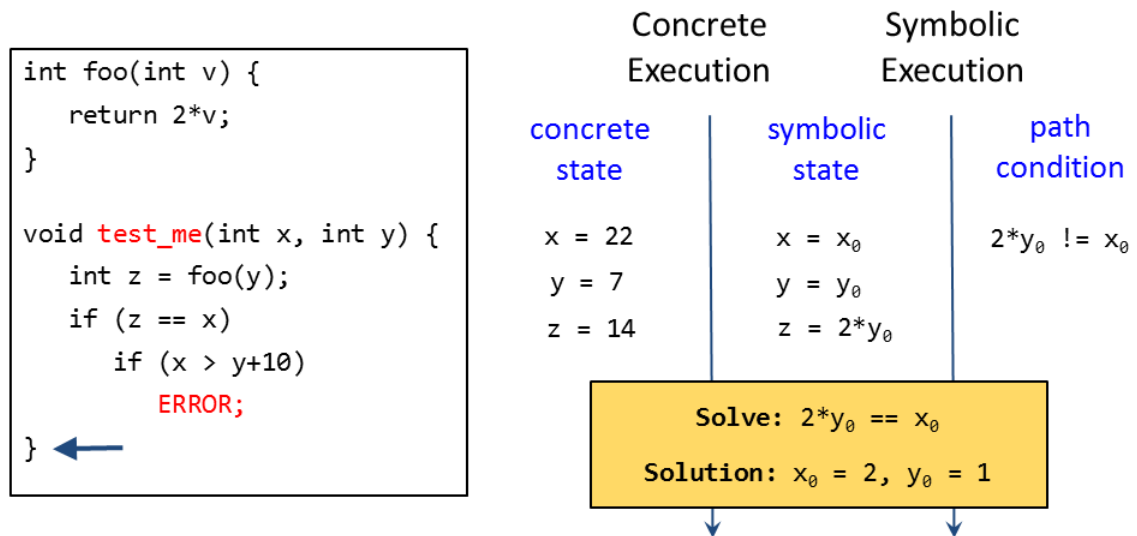 int foo(int v) {
return 2*v;
}
void test_me(int x, int y) {
int z = foo(y);
if (z == x)
if (x > y+10)
ERROR;
}
Concrete
Execution
Symbolic
Execution
concrete
state
symbolic
state
path
condition
x = 22
y = 7
z = 14
x = x₀
y = y₀
z = 2*y₀
2*y₀ != x₀
Solve: 2*y₀ == x₀
Solution: x₀ = 2, y₀ = 1